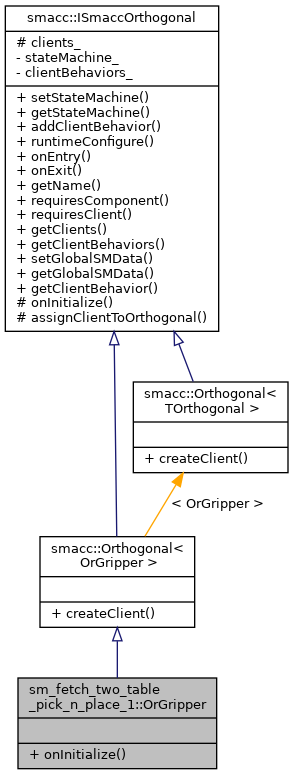 smacc::ISmaccOrthogonal
# clients_
- stateMachine_
- clientBehaviors_
+ setStateMachine()
+ getStateMachine()
+ addClientBehavior()
+ runtimeConfigure()
+ onEntry()
+ onExit()
+ getName()
+ requiresComponent()
+ requiresClient()
+ getClients()
+ getClientBehaviors()
+ setGlobalSMData()
+ getGlobalSMData()
+ getClientBehavior()
# onInitialize()
# assignClientToOrthogonal()
smacc::Orthogonal<
TOrthogonal >
+ createClient()
< OrGripper >
smacc::Orthogonal<
OrGripper >
+ createClient()
sm_fetch_two_table
_pick_n_place_1::OrGripper
+ onInitialize()